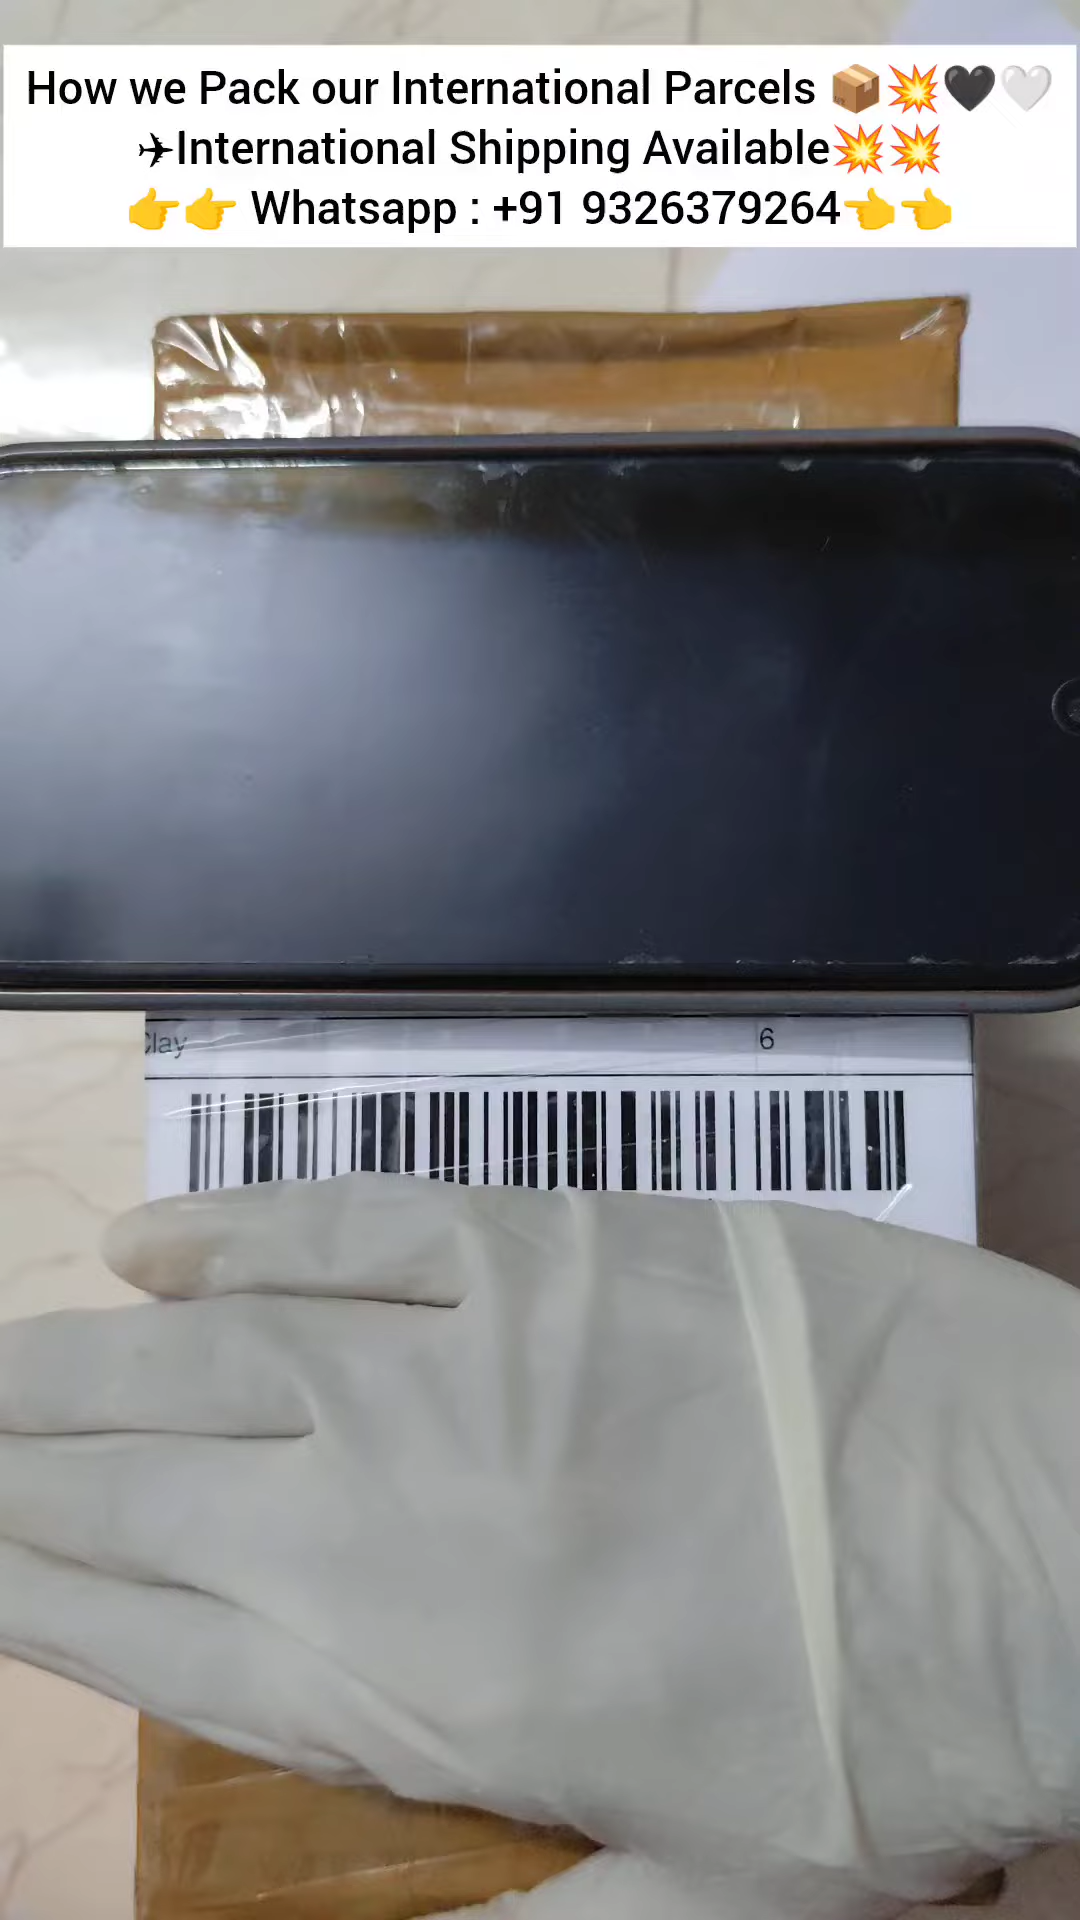 How we Pack our International Parcels 📦💥🖤🤍
✈International Shipping Available💥💥
👉👉 Whatsapp : +91 9326379264👈👈
Clay 6